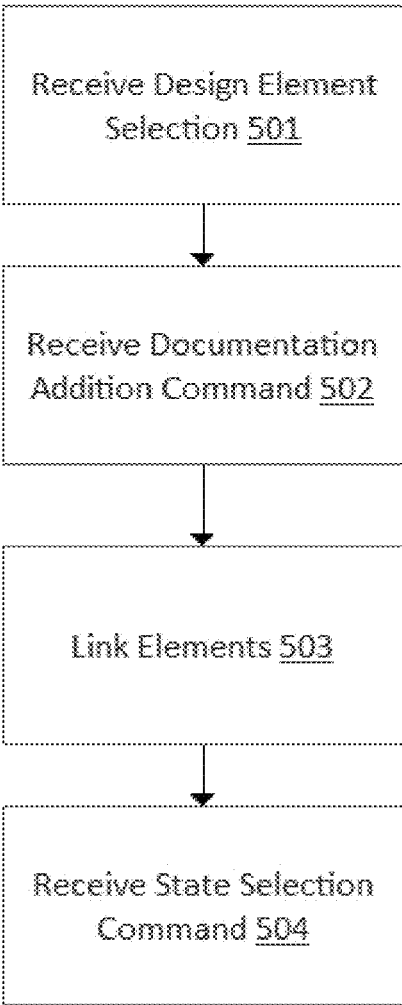 Receive Design Element
Selection 501
Receive Documentation
Addition Command 502
Link Elements 503
Receive State Selection
Command 504